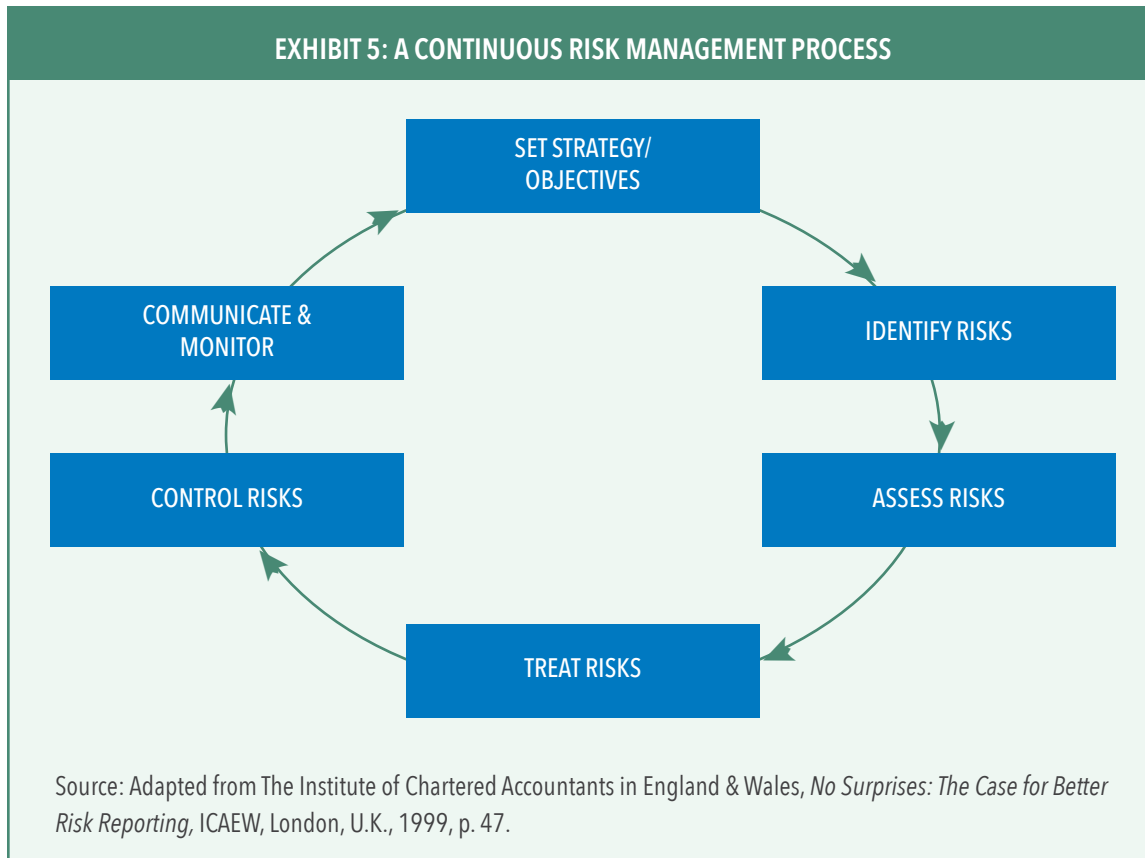 EXHIBIT 5: A CONTINUOUS RISK MANAGEMENT PROCESS
SET STRATEGY/
OBJECTIVES
IDENTIFY RISKS
ASSESS RISKS
TREAT RISKS
CONTROL RISKS
COMMUNICATE &
MONITOR
Source: Adapted from The Institute of Chartered Accountants in England & Wales, No Surprises: The Case for Better
Risk Reporting, ICAEW, London, U.K., 1999, p. 47.